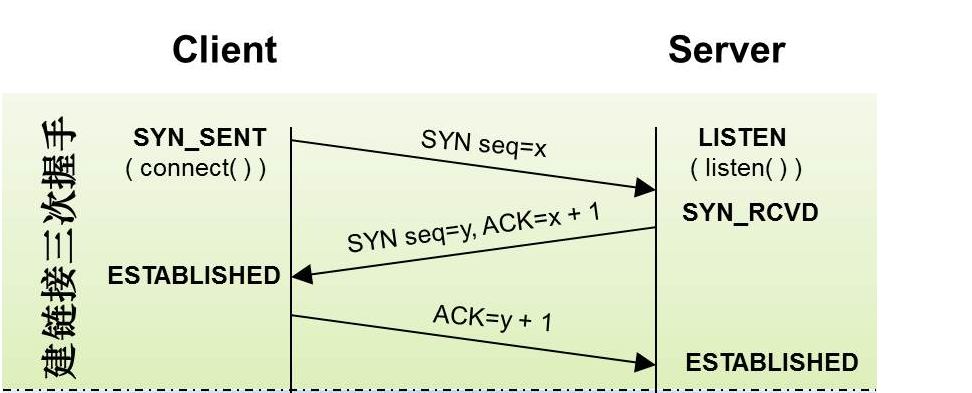 Client
Server
建链接三次握手
SYN_SENT
( connect( ) )
SYN seq=x
LISTEN
( listen( ) )
SYN_RCVD
SYN seq=y, ACK=x + 1
ESTABLISHED
ACK=y + 1
ESTABLISHED